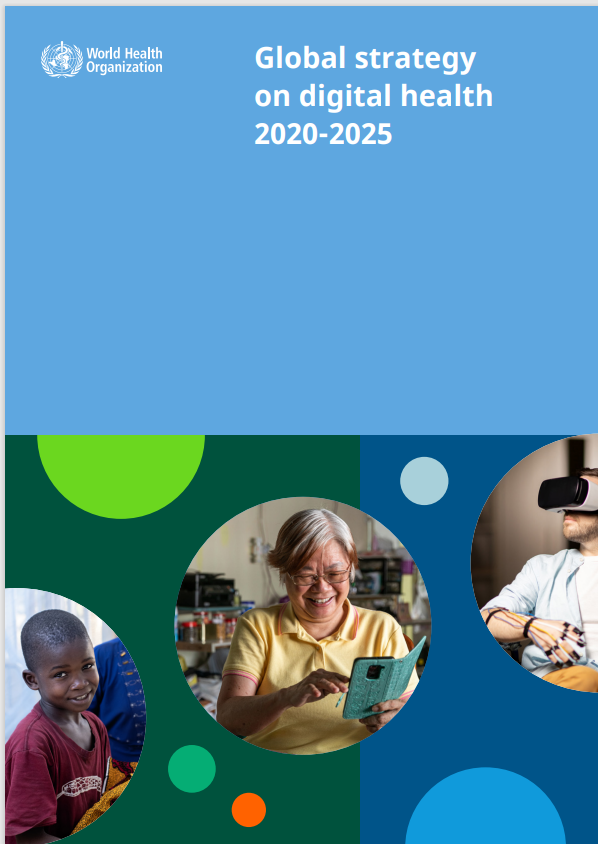 World Health
Organization
Global strategy
on digital health
2020-2025